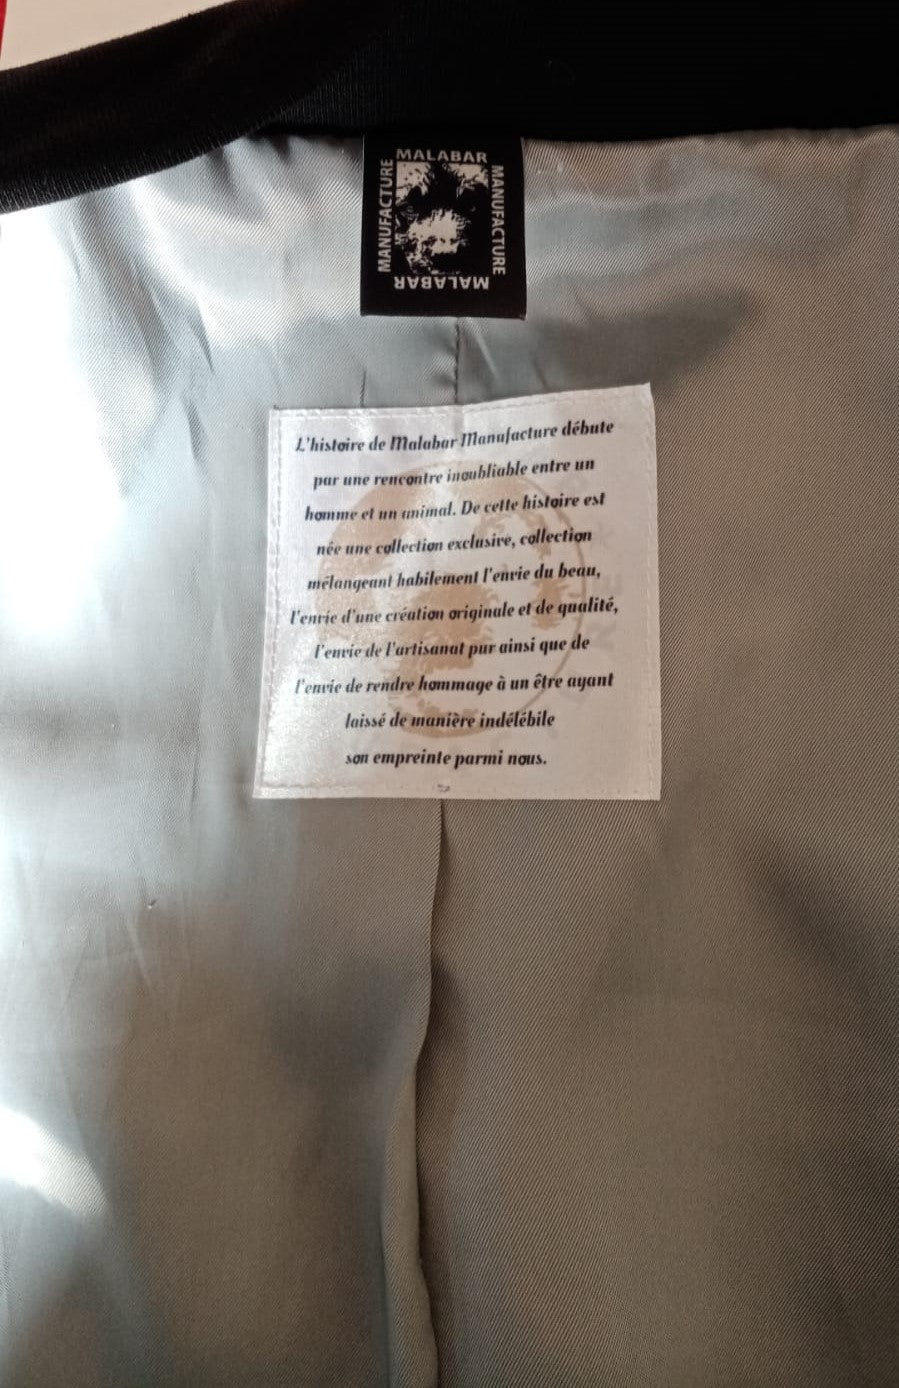 MALABAR
MANUFACTURE
MANUFACTURE
MALABAR
L'histoire de Malabar Manufacture débute
par une rencontre inoubliable entre un
homme et un animal. De cette histoire est
née une collection exclusive, collection
mélangeant habilement l'envie du beau,
l'envie d'une création originale et de qualité,
l'envie de l'artisanat pur ainsi que de
l'envie de rendre hommage à un être ayant
laissé de manière indélébile
son empreinte parmi nous.